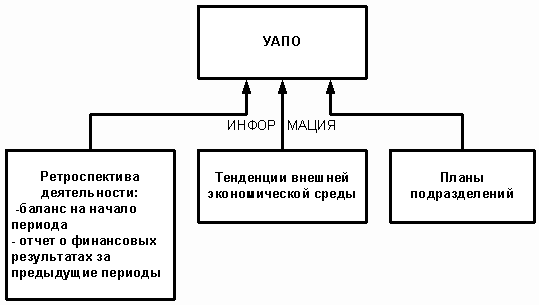 УАПО
ИНФОР МАЦИЯ
Ретроспектива
деятельности:
-баланс на начало
периода
- отчет о финансовых
результатах за
предыдущие периоды
Тенденции внешней
экономической среды
Планы
подразделений